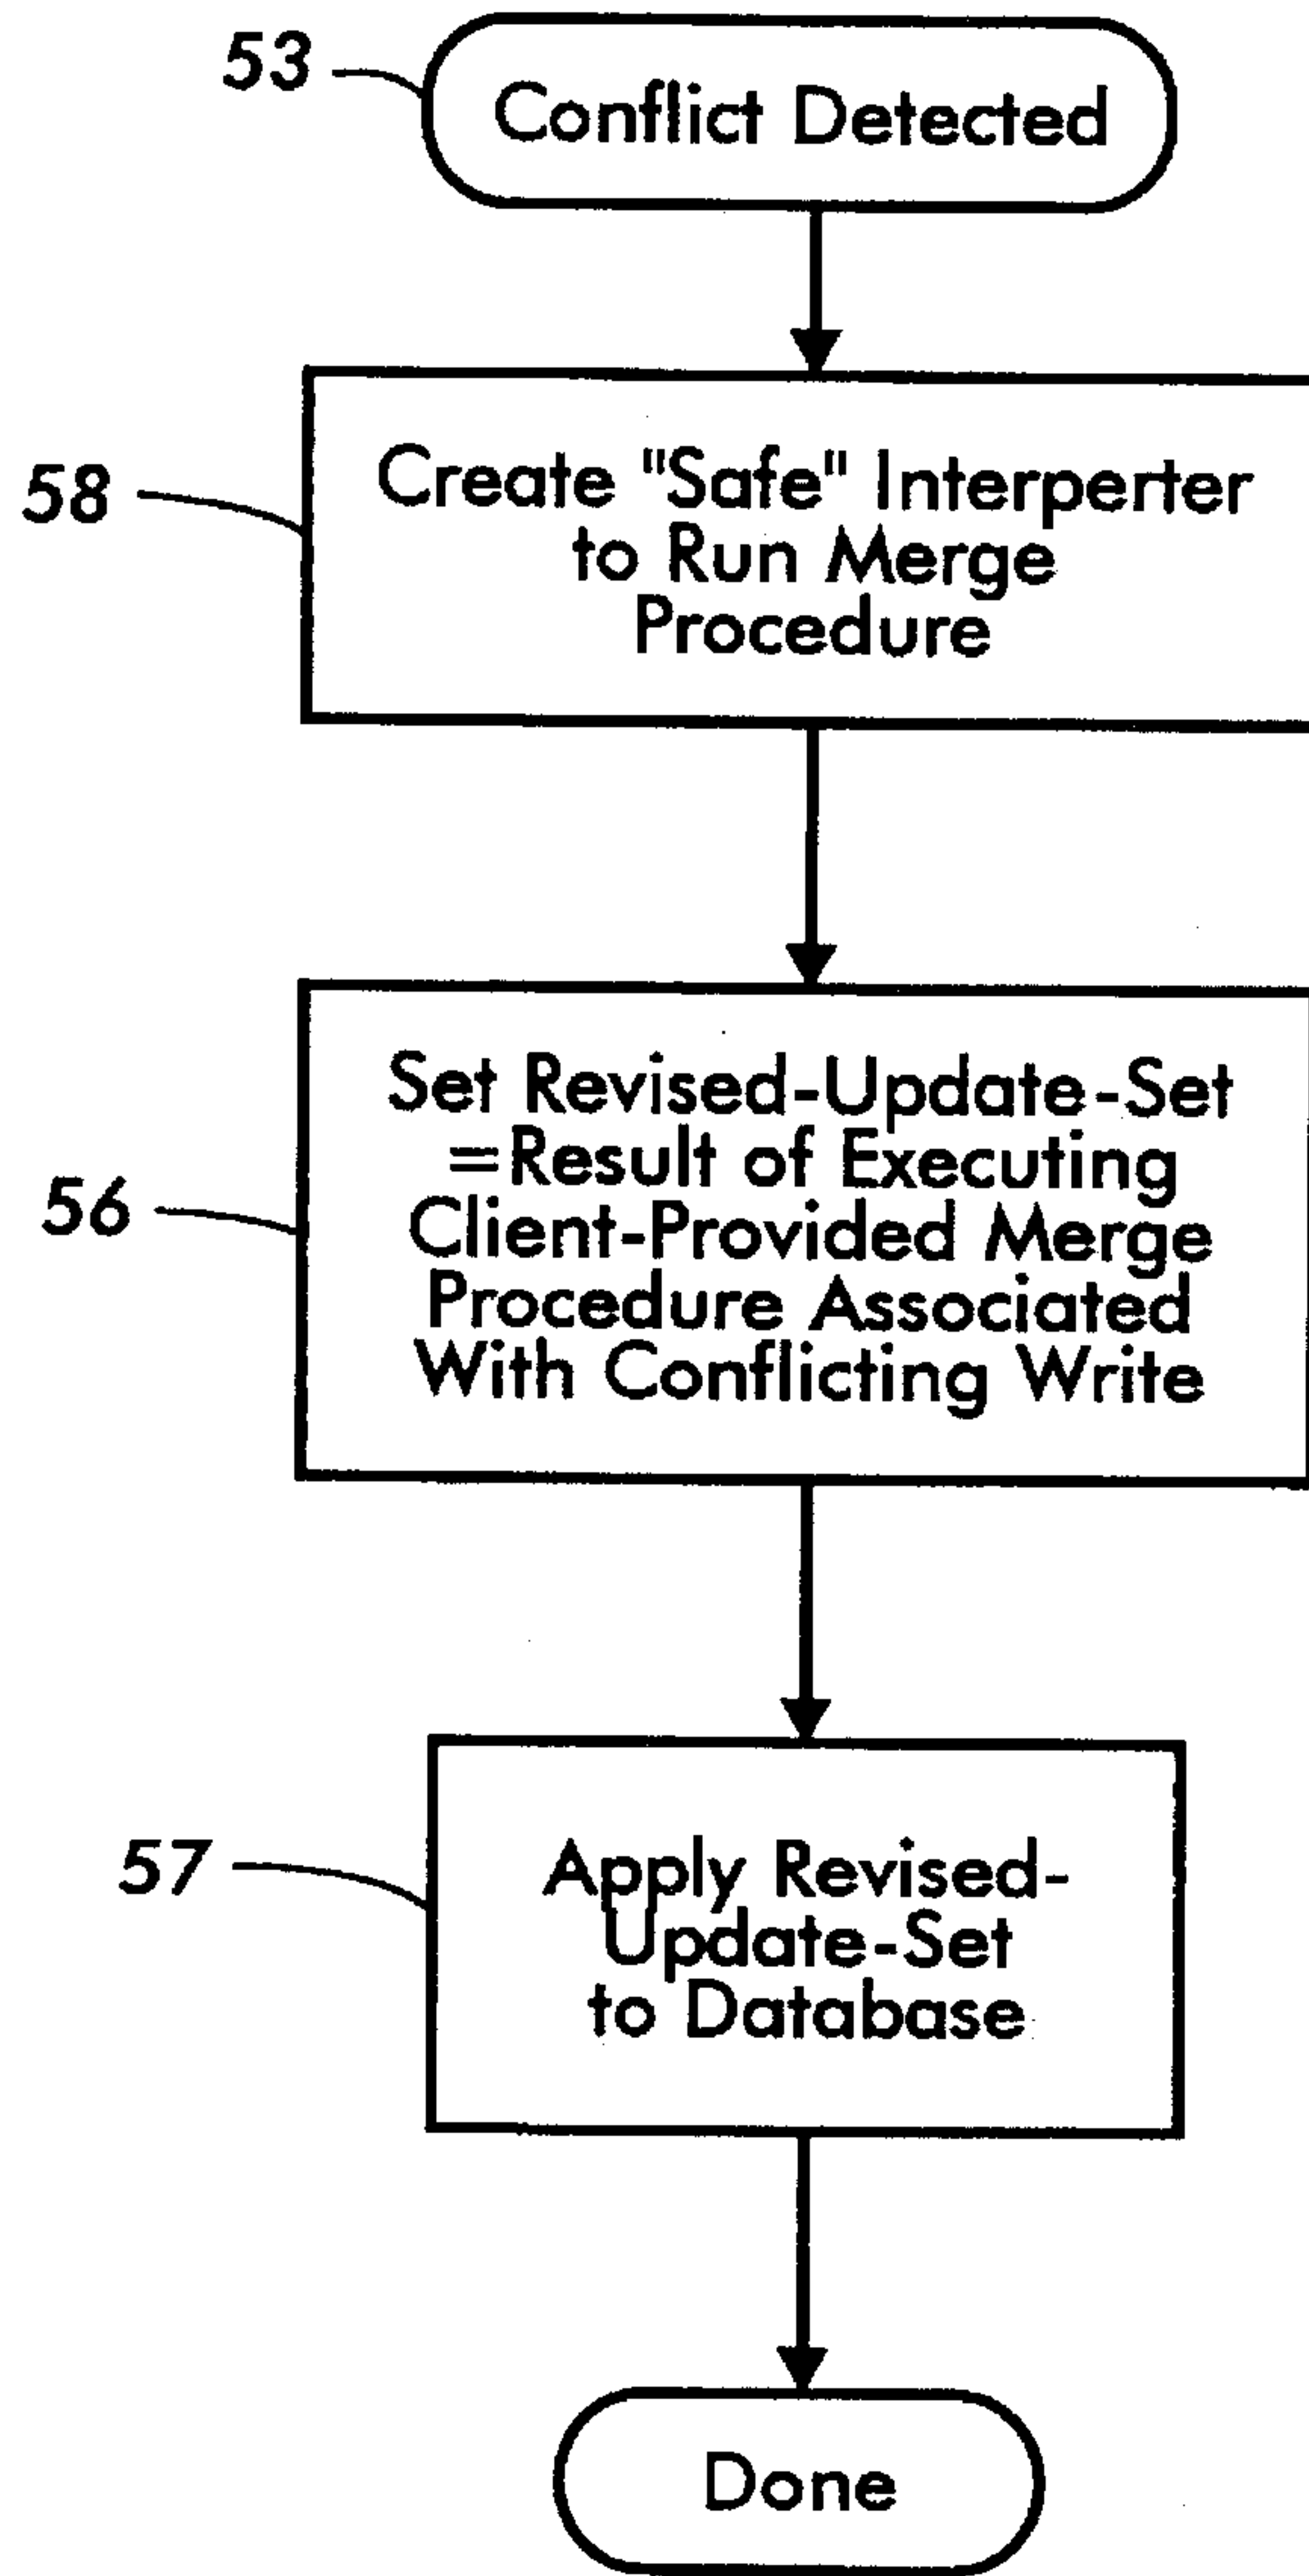 53
Conflict Detected
58
Create "Safe" Interperter
to Run Merge
Procedure
56
Set Revised-Update-Set
=Result of Executing
Client-Provided Merge
Procedure Associated
With Conflicting Write
57
Apply Revised-
Update-Set
to Database
Done